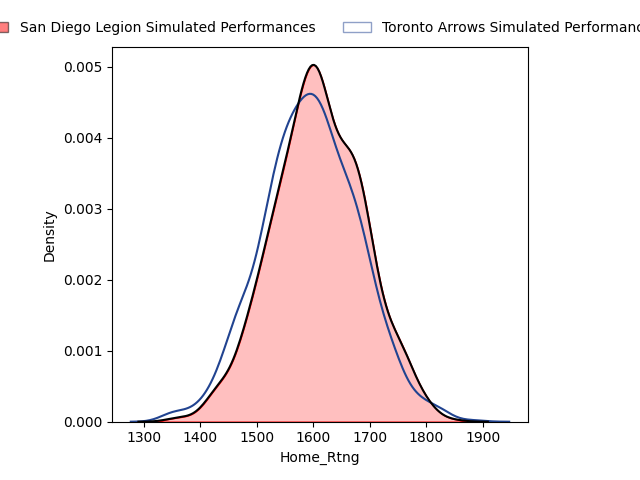 San Diego Legion Simulated Performances Toronto Arrows Simulated
0.005
0.004
0.003
0.002
0.001
0.000
Density
1300 1400 1500 1600 1700 1800 1900
Home_Rtng